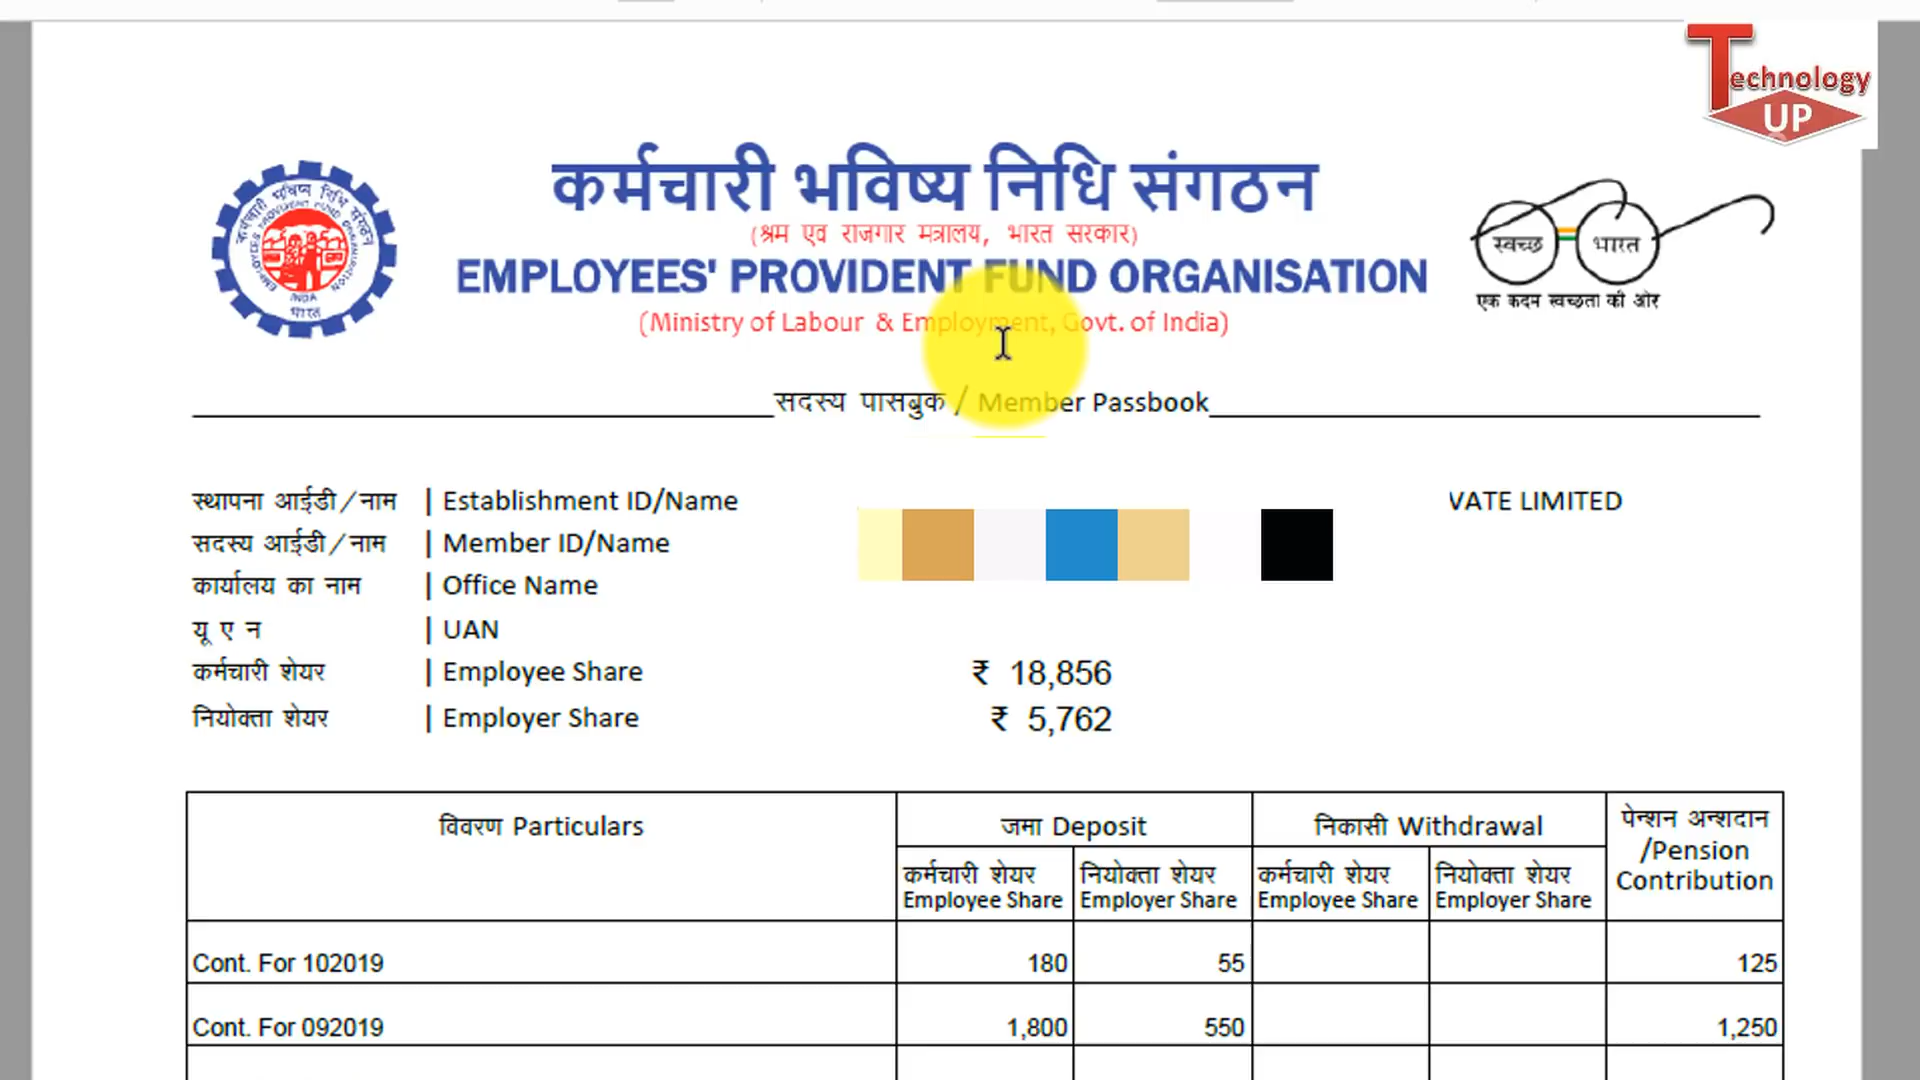 Technology
UP
कर्मचारी भविष्य निधि संगठन
(श्रम एवं राजगार मत्रालय, भारत सरकार)
EMPLOYEES' PROVIDENT FUND ORGANISATION
(Ministry of Labour & Employment, Govt. of India)
स्वच्छ भारत
एक कदम स्वच्छता की ओर
सदस्य पासबुक / Member Passbook
स्थापना आईडी/नाम | Establishment ID/Name VATE LIMITED
सदस्य आईडी/नाम | Member ID/Name
कार्यालय का नाम | Office Name
यू ए न | UAN
कर्मचारी शेयर | Employee Share ₹ 18,856
नियोक्ता शेयर | Employer Share ₹ 5,762
विवरण Particulars जमा Deposit निकासी Withdrawal पेन्शन अन्शदान /Pension Contribution
कर्मचारी शेयर Employee Share नियोक्ता शेयर Employer Share कर्मचारी शेयर Employee Share नियोक्ता शेयर Employer Share
Cont. For 102019 180 55 125
Cont. For 092019 1,800 550 1,250